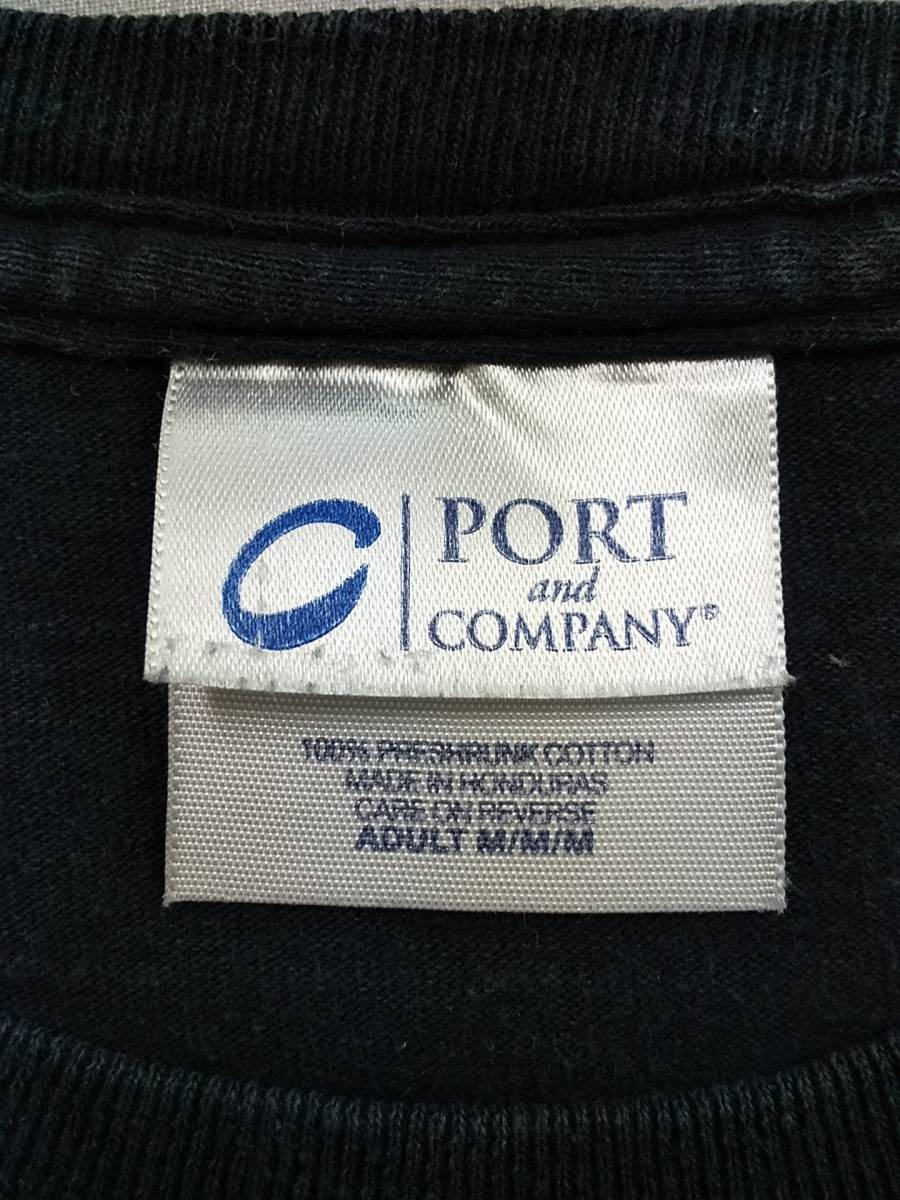 PORT
and
COMPANY®
100% PRESHRUNK COTTON
MADE IN HONDURAS
CARE ON REVERSE
ADULT M/M/M